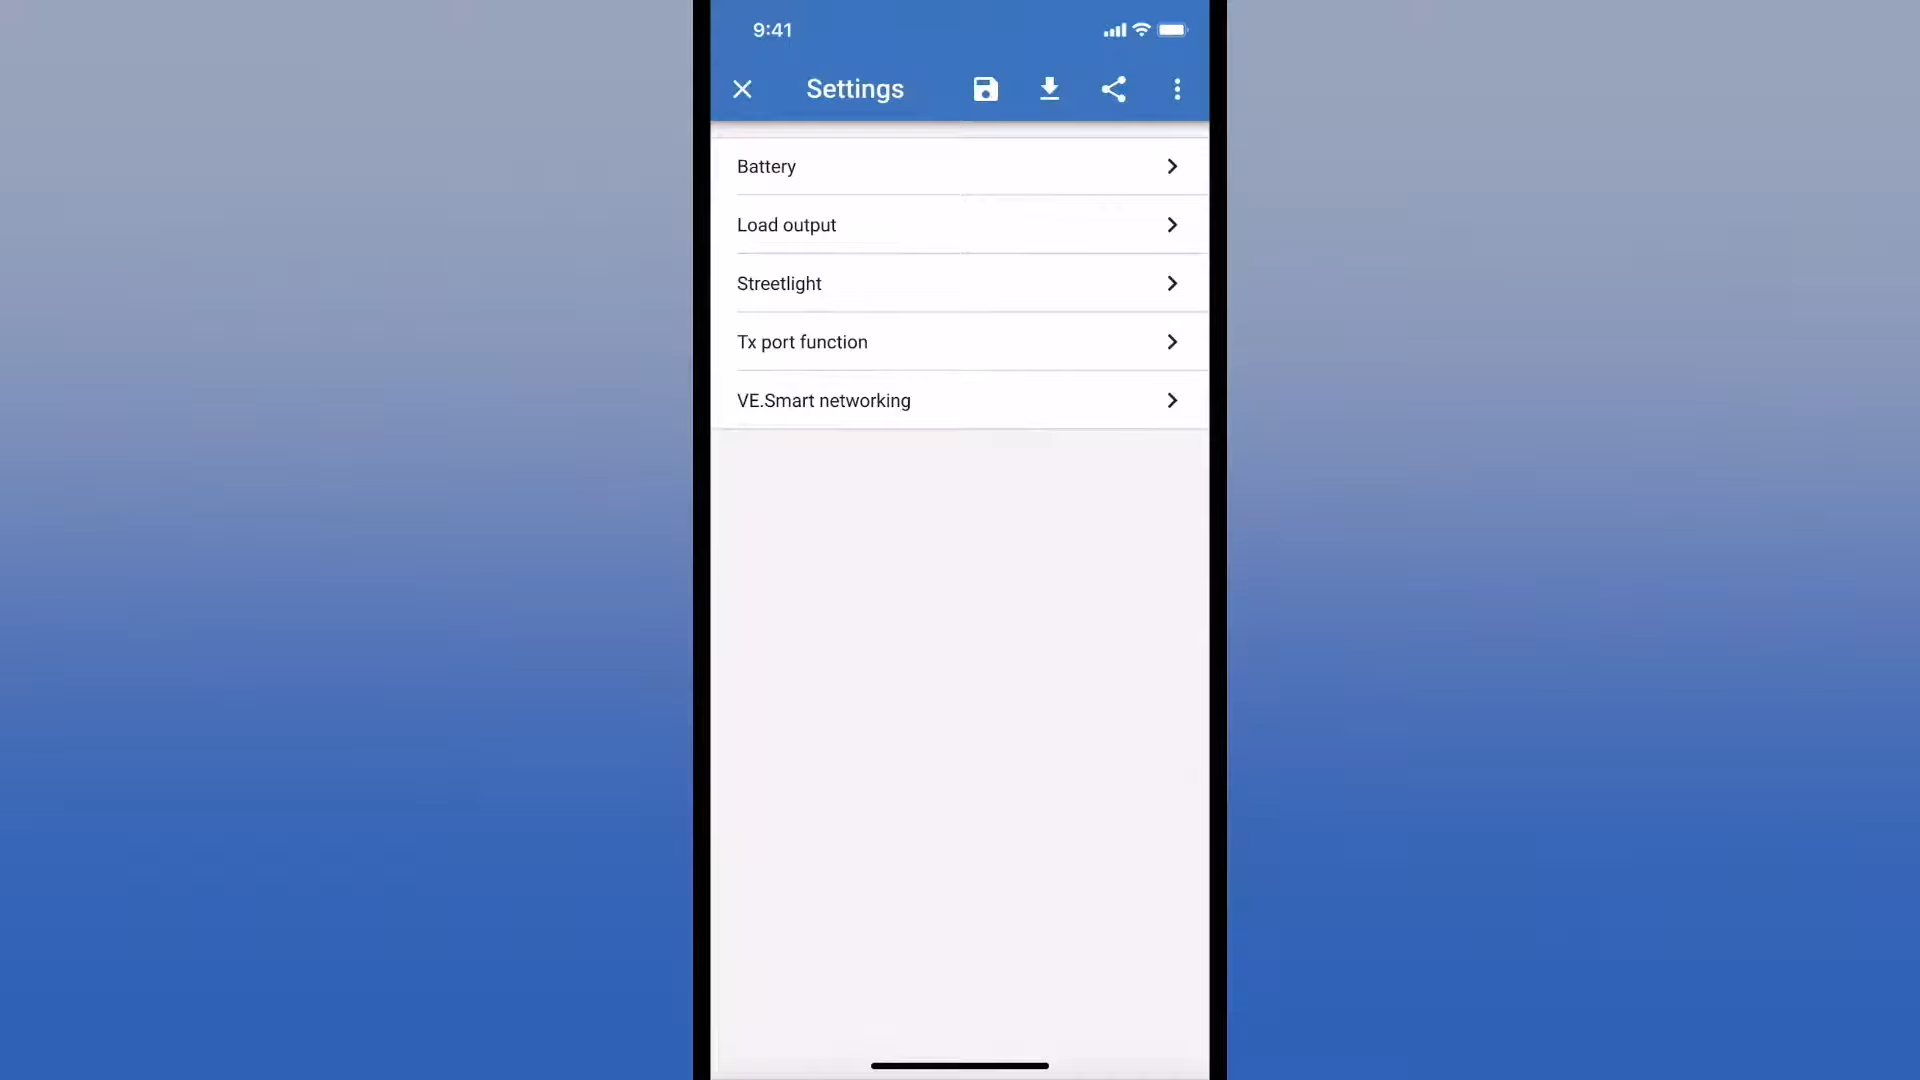 9:41
Settings
Battery
Load output
Streetlight
Tx port function
VE.Smart networking